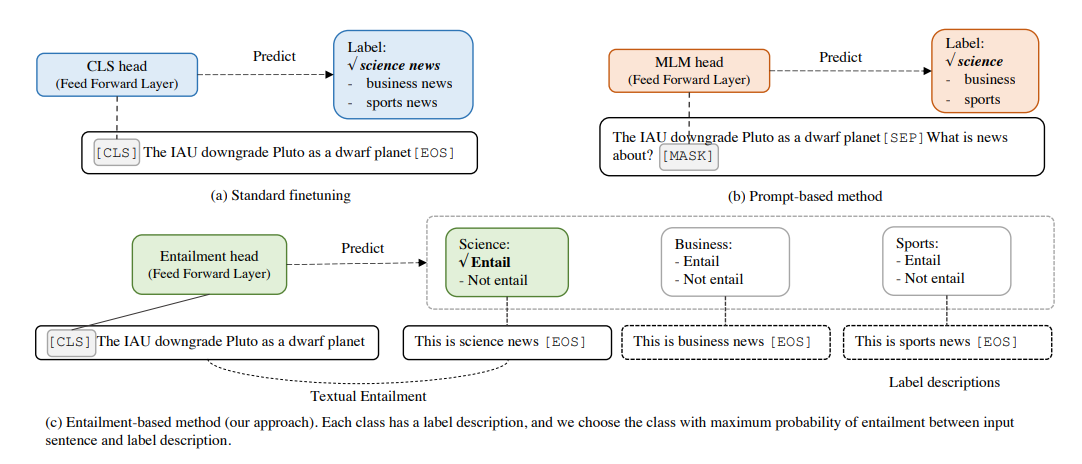 CLS head
(Feed Forward Layer)
Predict
Label:
√ science news
- business news
- sports news
[CLS] The IAU downgrade Pluto as a dwarf planet [EOS]
(a) Standard finetuning
MLM head
(Feed Forward Layer)
Predict
Label:
√ science
- business
- sports
The IAU downgrade Pluto as a dwarf planet [SEP] What is news
about? [MASK]
(b) Prompt-based method
Entailment head
(Feed Forward Layer)
Predict
Science:
√ Entail
- Not entail
Business:
- Entail
- Not entail
Sports:
- Entail
- Not entail
[CLS] The IAU downgrade Pluto as a dwarf planet
This is science news [EOS]
This is business news [EOS]
This is sports news [EOS]
Textual Entailment
Label descriptions
(c) Entailment-based method (our approach). Each class has a label description, and we choose the class with maximum probability of entailment between input
sentence and label description.